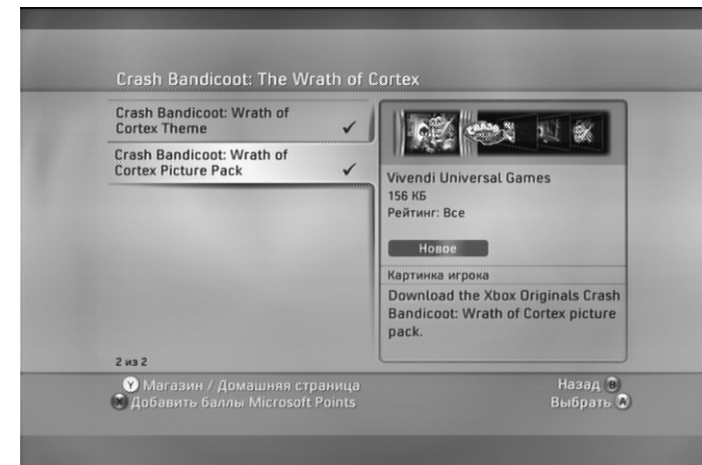 Crash Bandicoot: The Wrath of Cortex
Crash Bandicoot: Wrath of
Cortex Theme
Crash Bandicoot: Wrath of
Cortex Picture Pack
Vivendi Universal Games
156 КБ
Рейтинг: Все
Новое
Картинка игрока
Download the Xbox Originals Crash
Bandicoot: Wrath of Cortex picture
pack.
2 из 2
Y Магазин / Домашняя страница
Назад B
X Добавить баллы Microsoft Points
Выбрать A